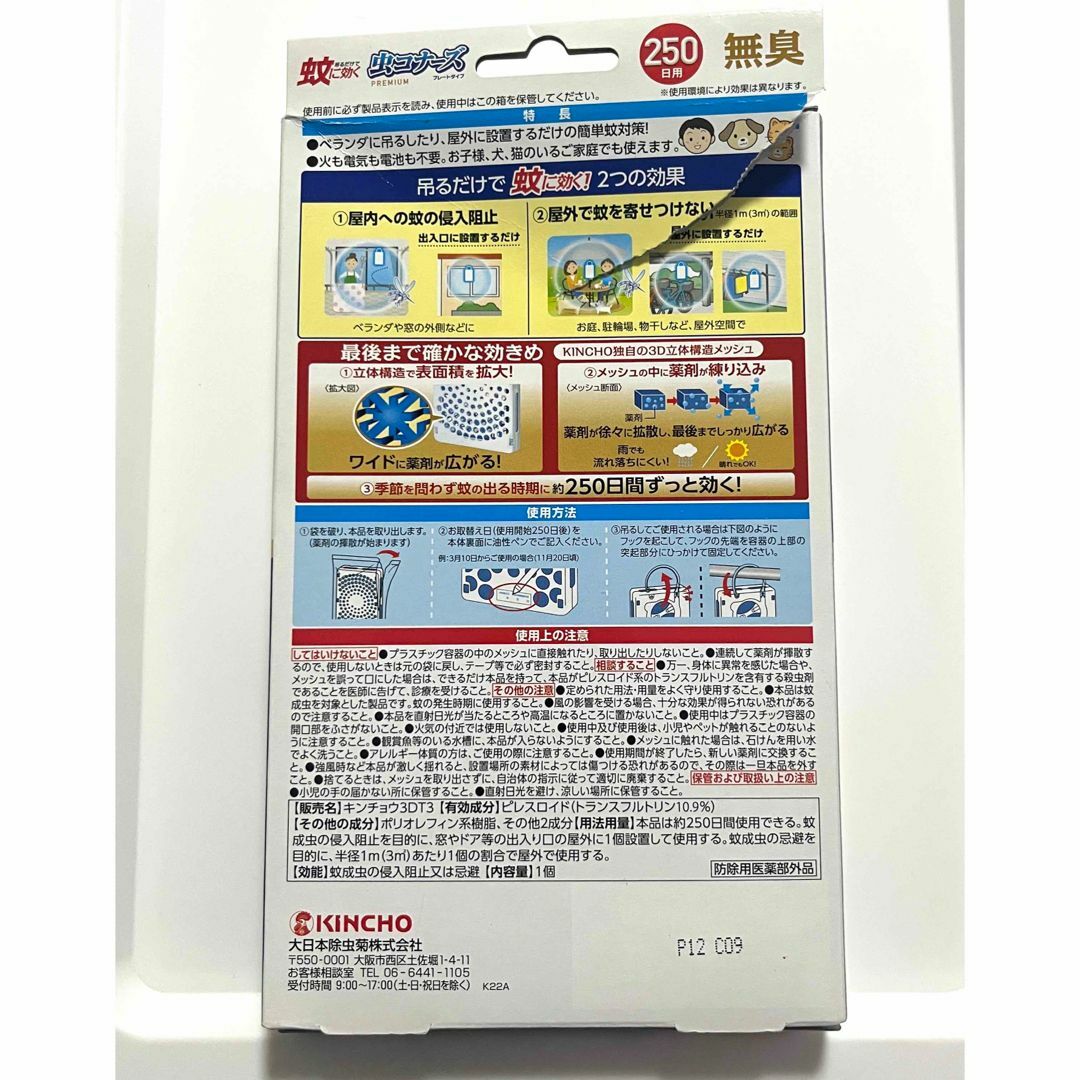 蚊に効く 吊るだけで 虫コナーズ
PREMIUM プレートタイプ
250日用
無臭
※使用環境により効果は異なります。
使用前に必ず製品表示を読み、使用中はこの箱を保管してください。
特長
●ベランダに吊るしたり、屋外に設置するだけの簡単蚊対策!
●火も電気も電池も不要。お子様、犬、猫のいるご家庭でも使えます。
吊るだけで 蚊に効く! 2つの効果
①屋内への蚊の侵入阻止
出入口に設置するだけ
ベランダや窓の外側などに
②屋外で蚊を寄せつけない 半径1m(3㎡)の範囲
屋外に設置するだけ
お庭、駐輪場、物干しなど、屋外空間で
最後まで確かな効きめ
KINCHO独自の3D立体構造メッシュ
①立体構造で表面積を拡大!
〈拡大図〉
ワイドに薬剤が広がる!
②メッシュの中に薬剤が練り込み
〈メッシュ断面〉
薬剤
薬剤が徐々に拡散し、最後までしっかり広がる
雨でも
流れ落ちにくい!
晴れでもOK!
③季節を問わず蚊の出る時期に約250日間ずっと効く!
使用方法
①袋を破り、本品を取り出します。
(薬剤の揮散が始まります)
②お取替え日(使用開始250日後)を
本体裏面に油性ペンでご記入ください。
例:3月10日からご使用の場合(11月20日頃)
③吊るしてご使用される場合は下図のように
フックを起こして、フックの先端を容器の上部の
突起部分にひっかけて固定してください。
使用上の注意
してはいけないこと●プラスチック容器の中のメッシュに直接触れたり、取り出したりしないこと。●連続して薬剤が揮散す
るので、使用しないときは元の袋に戻し、テープ等で必ず密封すること。相談すること●万一、身体に異常を感じた場合や、
メッシュを誤って口にした場合は、できるだけ本品を持って、本品がピレスロイド系のトランスフルトリンを含有する殺虫剤
であることを医師に告げて、診療を受けること。その他の注意●定められた用法・用量をよく守り使用すること。●本品は蚊
成虫を対象とした製品です。蚊の発生時期に使用すること。●風の影響を受ける場合、十分な効果が得られない恐れがある
ので注意すること。●本品を直射日光が当たるところや高温になるところに置かないこと。●使用中はプラスチック容器の
開口部をふさがないこと。●火気の付近では使用しないこと。●使用中及び使用後は、小児やペットが触れることのないよ
うに注意すること。●観賞魚等のいる水槽に、本品が入らないようにすること。●メッシュに触れた場合は、石けんを用い水
でよく洗うこと。●アレルギー体質の方は、ご使用の際に注意すること。●使用期間が終了したら、新しい薬剤に交換するこ
と。●強風時など本品が激しく揺れると、設置場所の素材によっては傷つける恐れがあるので、その際は一旦本品を外す
こと。●捨てるときは、メッシュを取り出さずに、自治体の指示に従って適切に廃棄すること。保管および取扱い上の注意
●小児の手の届かない所に保管すること。●直射日光を避け、涼しい場所に保管すること。
【販売名】キンチョウ3DT3【有効成分】ピレスロイド(トランスフルトリン10.9%)
【その他の成分】ポリオレフィン系樹脂、その他2成分【用法用量】本品は約250日間使用できる。蚊
成虫の侵入阻止を目的に、窓やドア等の出入り口の屋外に1個設置して使用する。蚊成虫の忌避を
目的に、半径1m(3㎡)あたり1個の割合で屋外で使用する。
【効能】蚊成虫の侵入阻止又は忌避【内容量】1個
防除用医薬部外品
KINCHO
大日本除虫菊株式会社
〒550-0001 大阪市西区土佐堀1-4-11
お客様相談室 TEL 06-6441-1105
受付時間 9:00〜17:00(土・日・祝日を除く) K22A
P12 C09